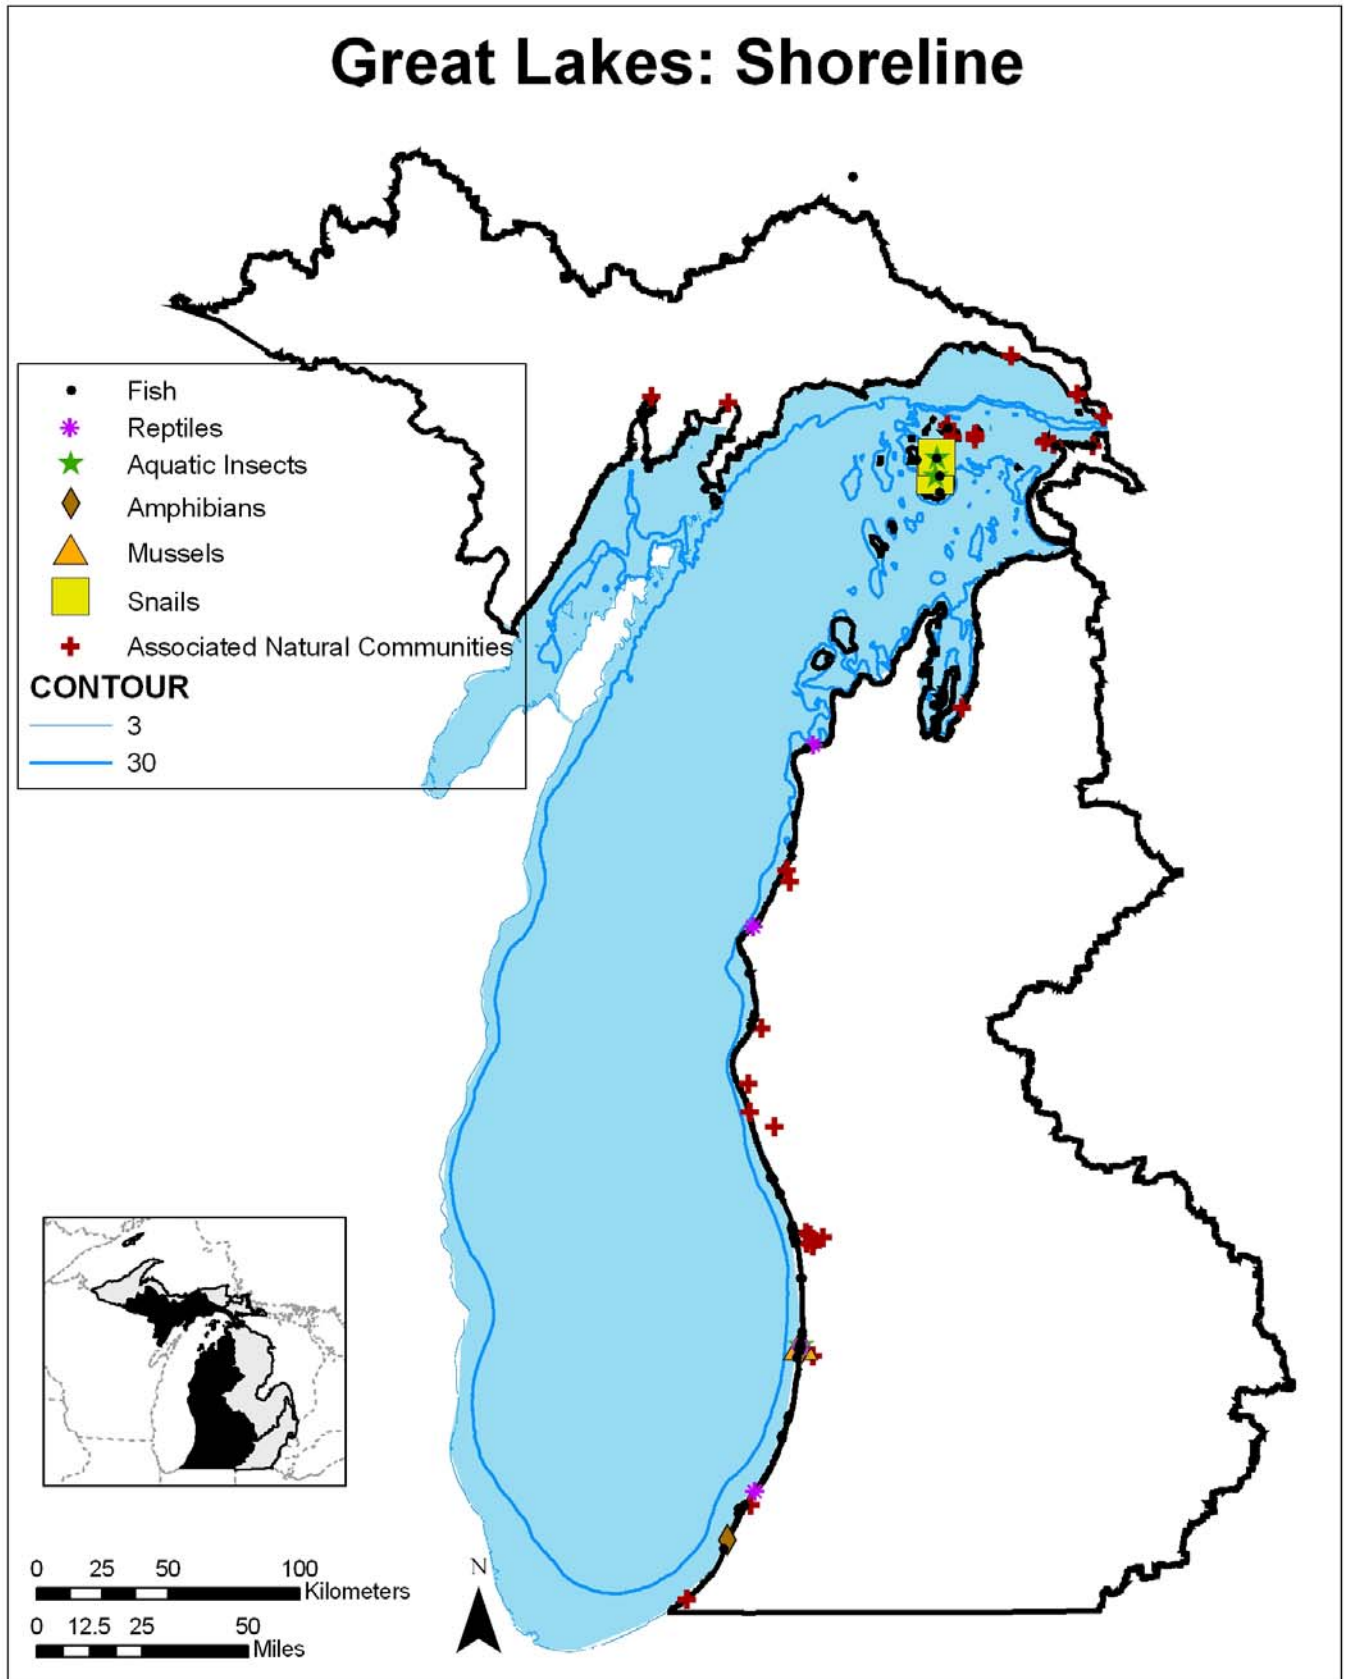 Great Lakes: Shoreline
Fish
Reptiles
Aquatic Insects
Amphibians
Mussels
Snails
Associated Natural Communities
CONTOUR
3
30
0 25 50 100
Kilometers
0 12.5 25 50
Miles
N